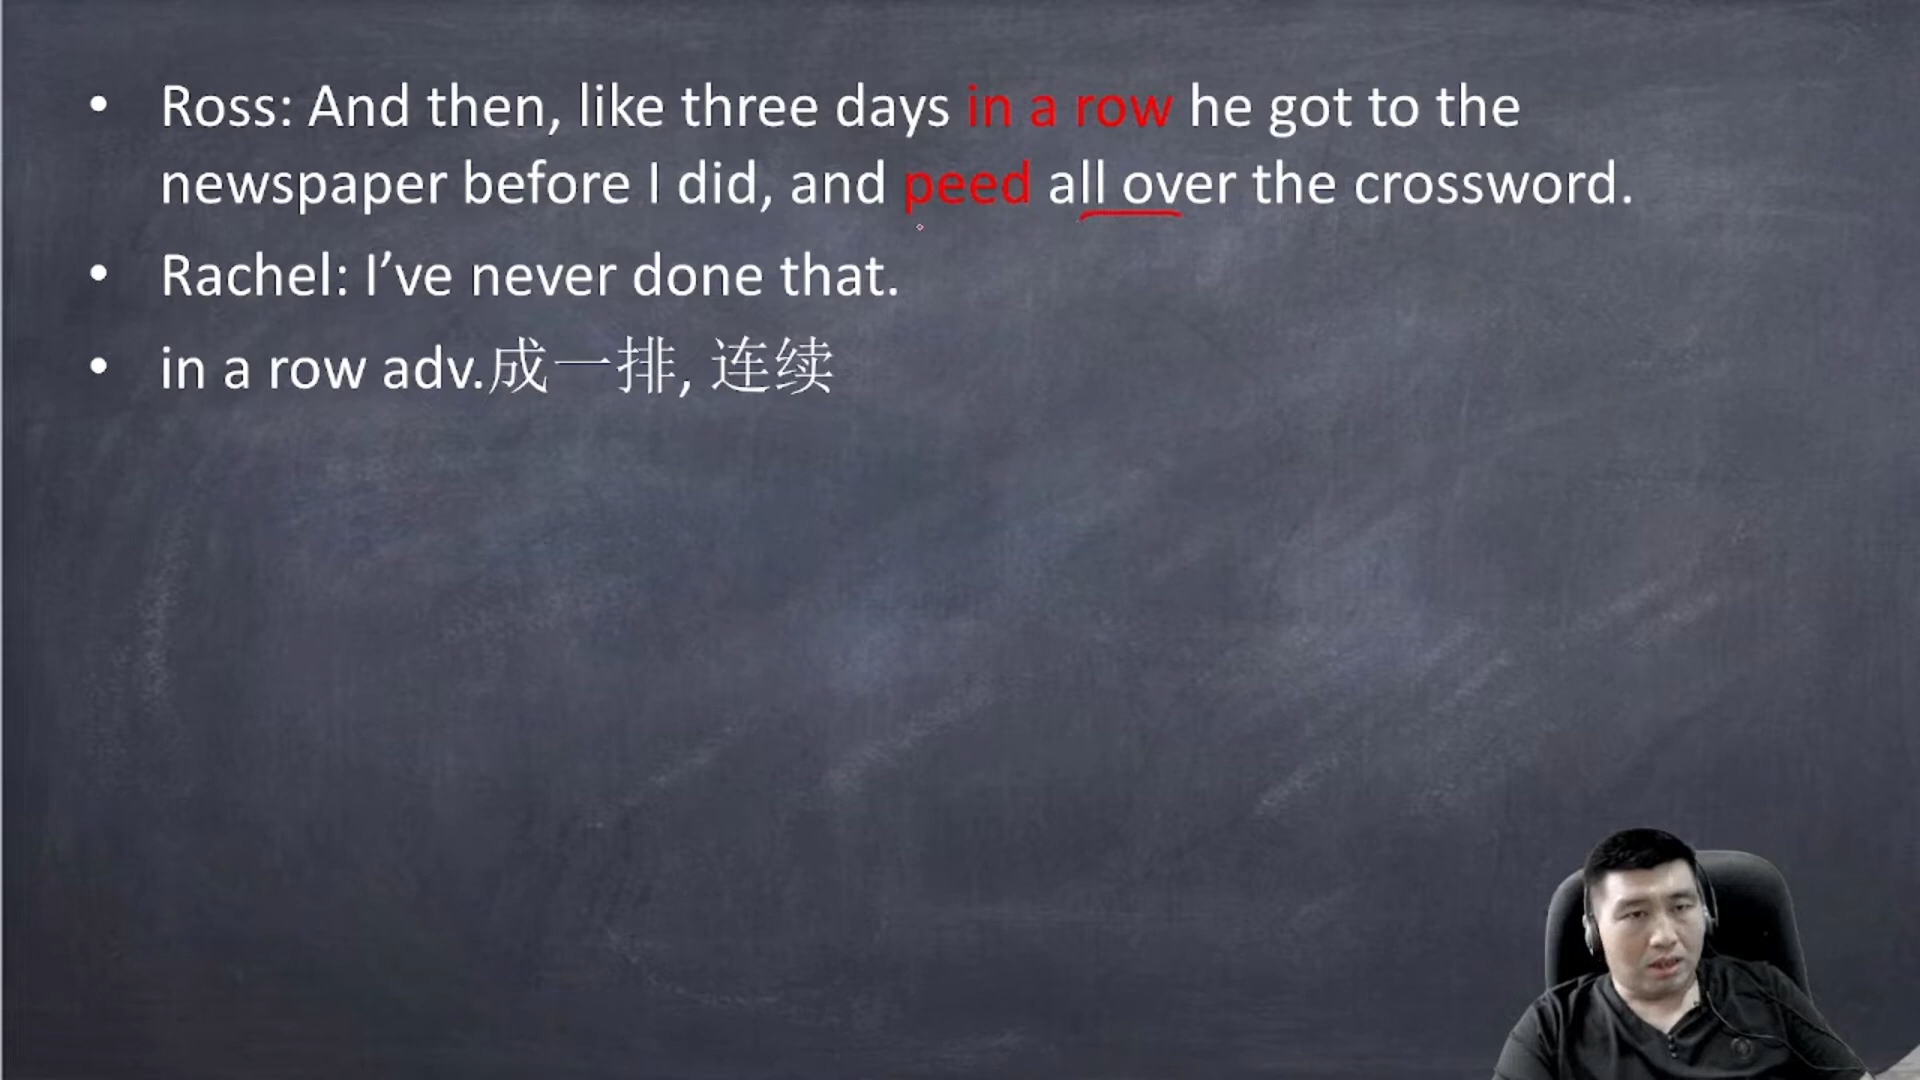 • Ross: And then, like three days in a row he got to the
newspaper before I did, and peed all over the crossword.
• Rachel: I’ve never done that.
• in a row adv.成一排, 连续